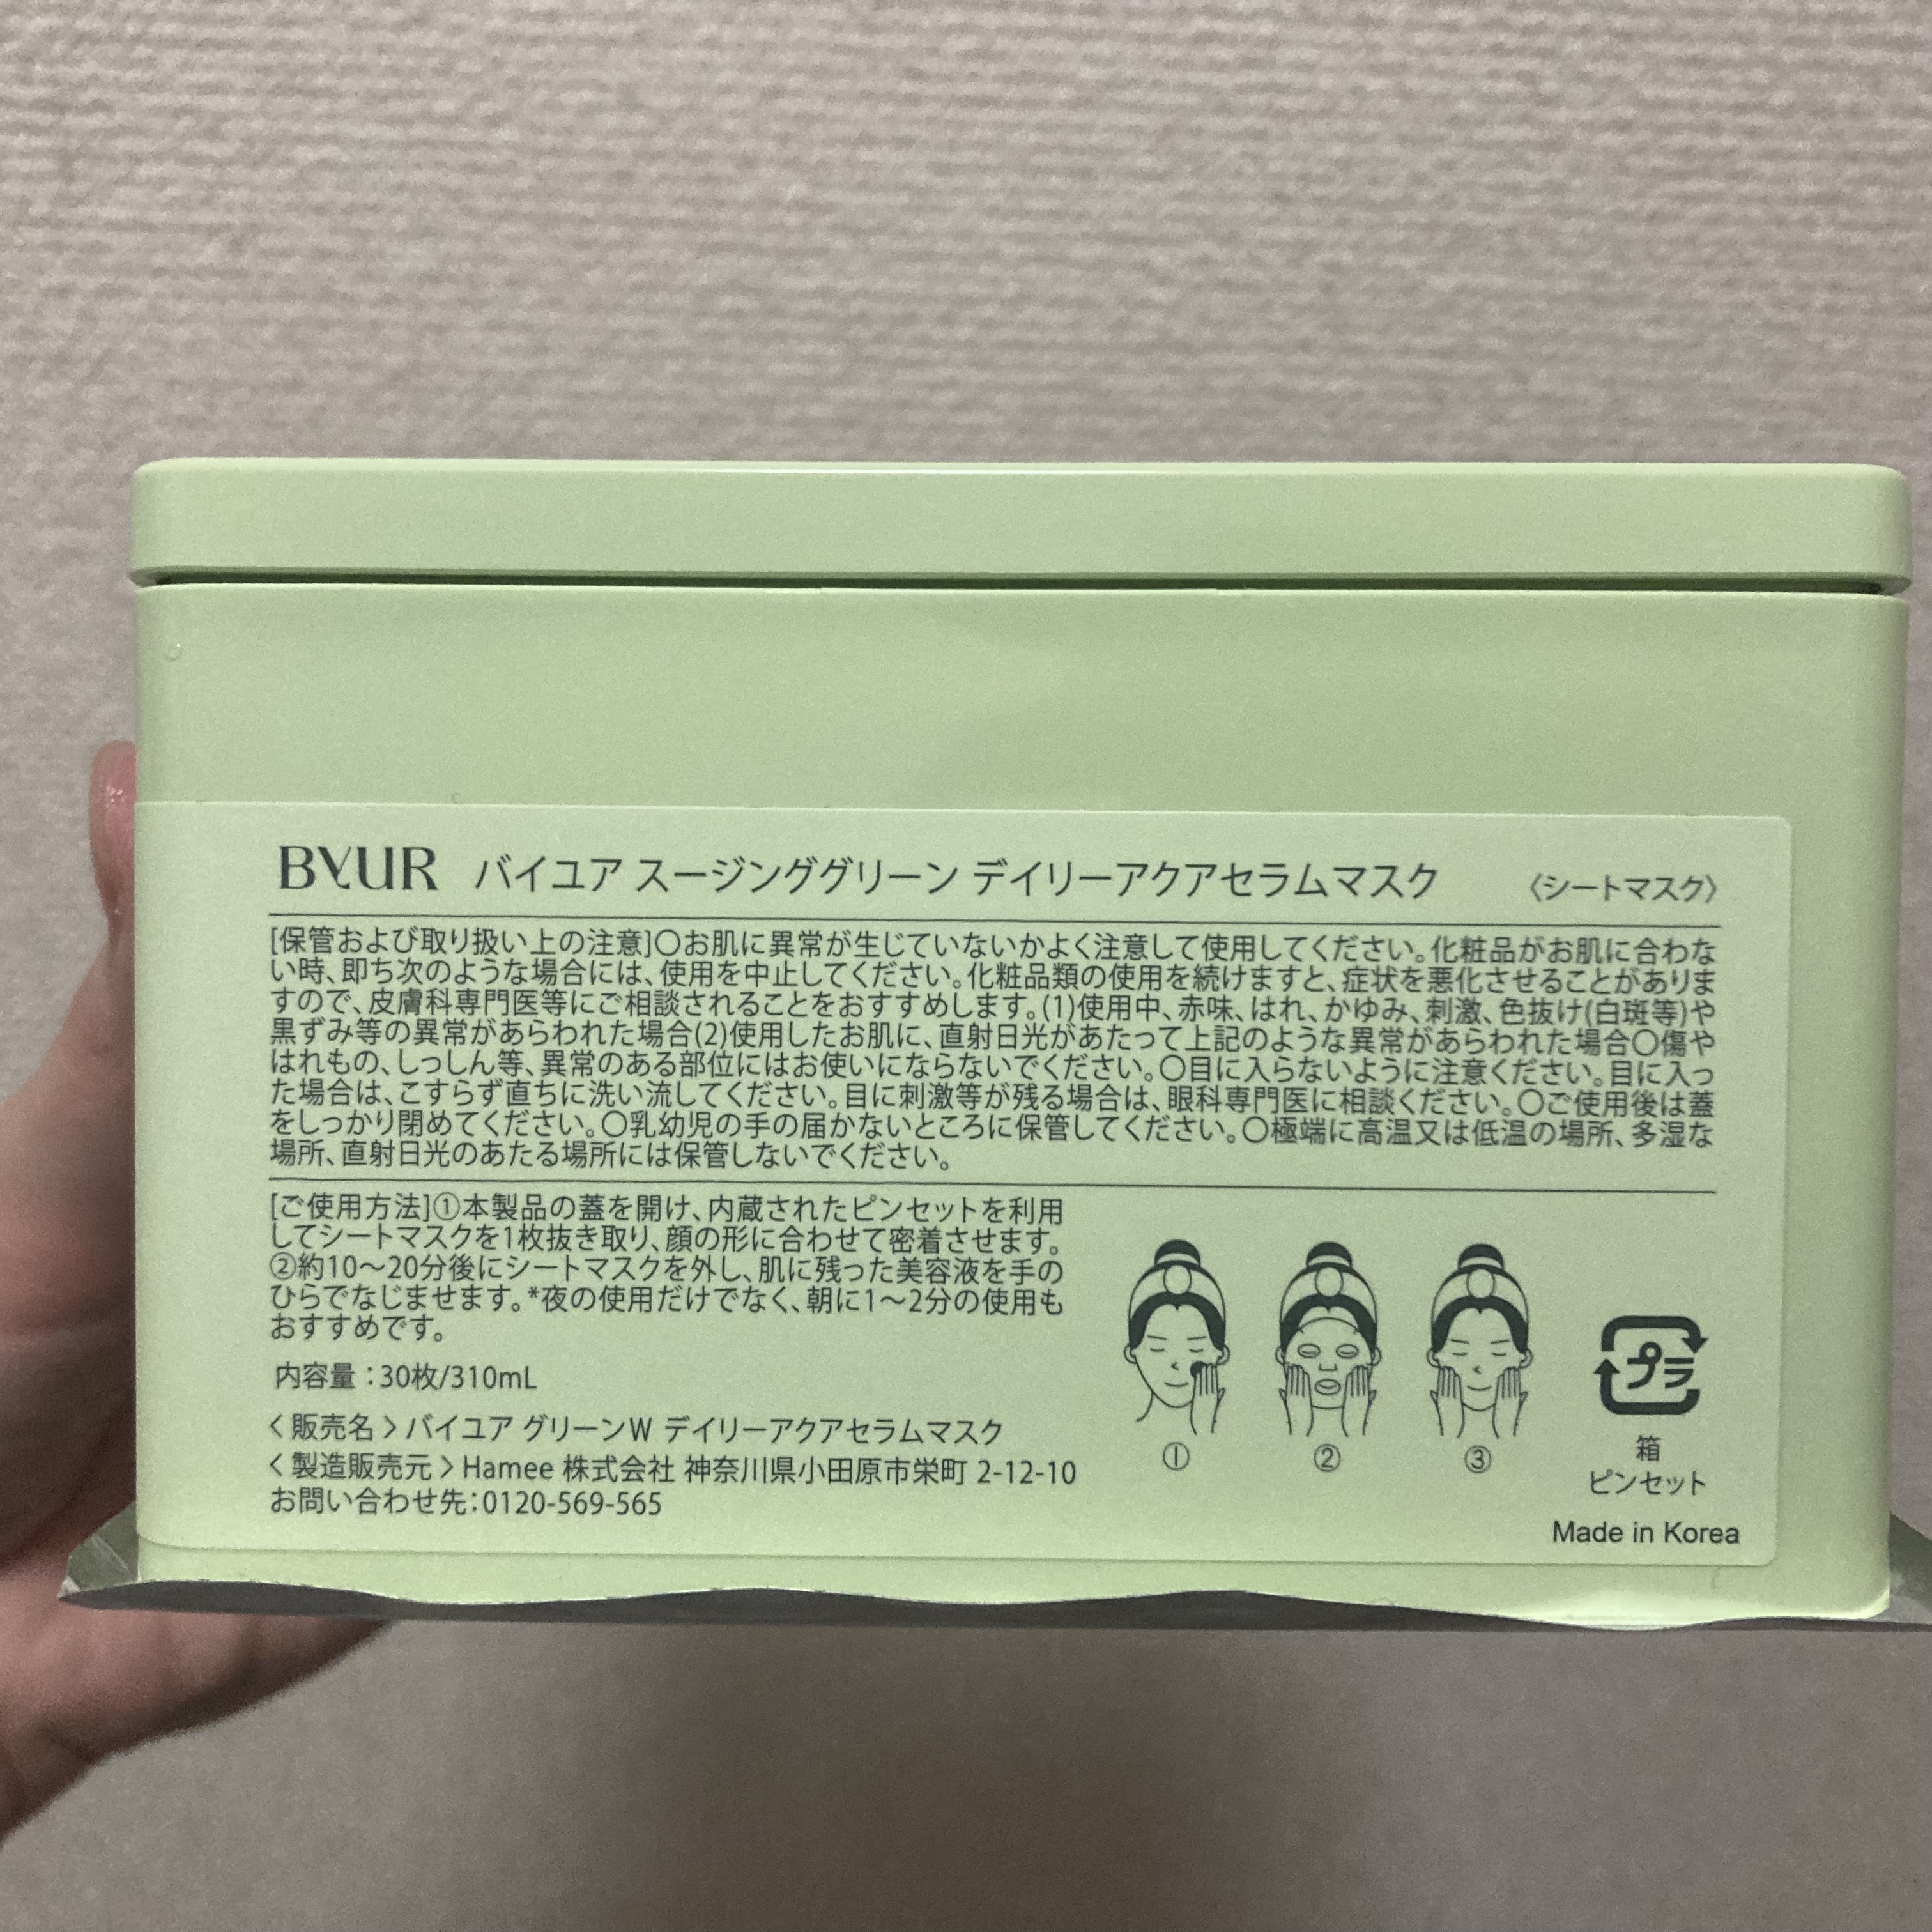 BYUR バイユア スージンググリーン デイリーアクアセラムマスク 〈シートマスク〉
[保管および取り扱い上の注意]〇お肌に異常が生じていないかよく注意して使用してください。化粧品がお肌に合わな
い時、即ち次のような場合には、使用を中止してください。化粧品類の使用を続けますと、症状を悪化させることがありま
すので、皮膚科専門医等にご相談されることをおすすめします。(1)使用中、赤味、はれ、かゆみ、刺激、色抜け(白斑等)や
黒ずみ等の異常があらわれた場合(2)使用したお肌に、直射日光があたって上記のような異常があらわれた場合〇傷や
はれもの、しっしん等、異常のある部位にはお使いにならないでください。〇目に入らないように注意ください。目に入っ
た場合は、こすらず直ちに洗い流してください。目に刺激等が残る場合は、眼科専門医に相談ください。〇ご使用後は蓋
をしっかり閉めてください。〇乳幼児の手の届かないところに保管してください。〇極端に高温又は低温の場所、多湿な
場所、直射日光のあたる場所には保管しないでください。
[ご使用方法]①本製品の蓋を開け、内蔵されたピンセットを利用
してシートマスクを1枚抜き取り、顔の形に合わせて密着させます。
②約10～20分後にシートマスクを外し、肌に残った美容液を手の
ひらでなじませます。*夜の使用だけでなく、朝に1～2分の使用も
おすすめです。
内容量：30枚/310mL
〈販売名〉バイユア グリーンW デイリーアクアセラムマスク
〈製造販売元〉Hamee 株式会社 神奈川県小田原市栄町 2-12-10
お問い合わせ先：0120-569-565
① ② ③
プラ
箱
ピンセット
Made in Korea